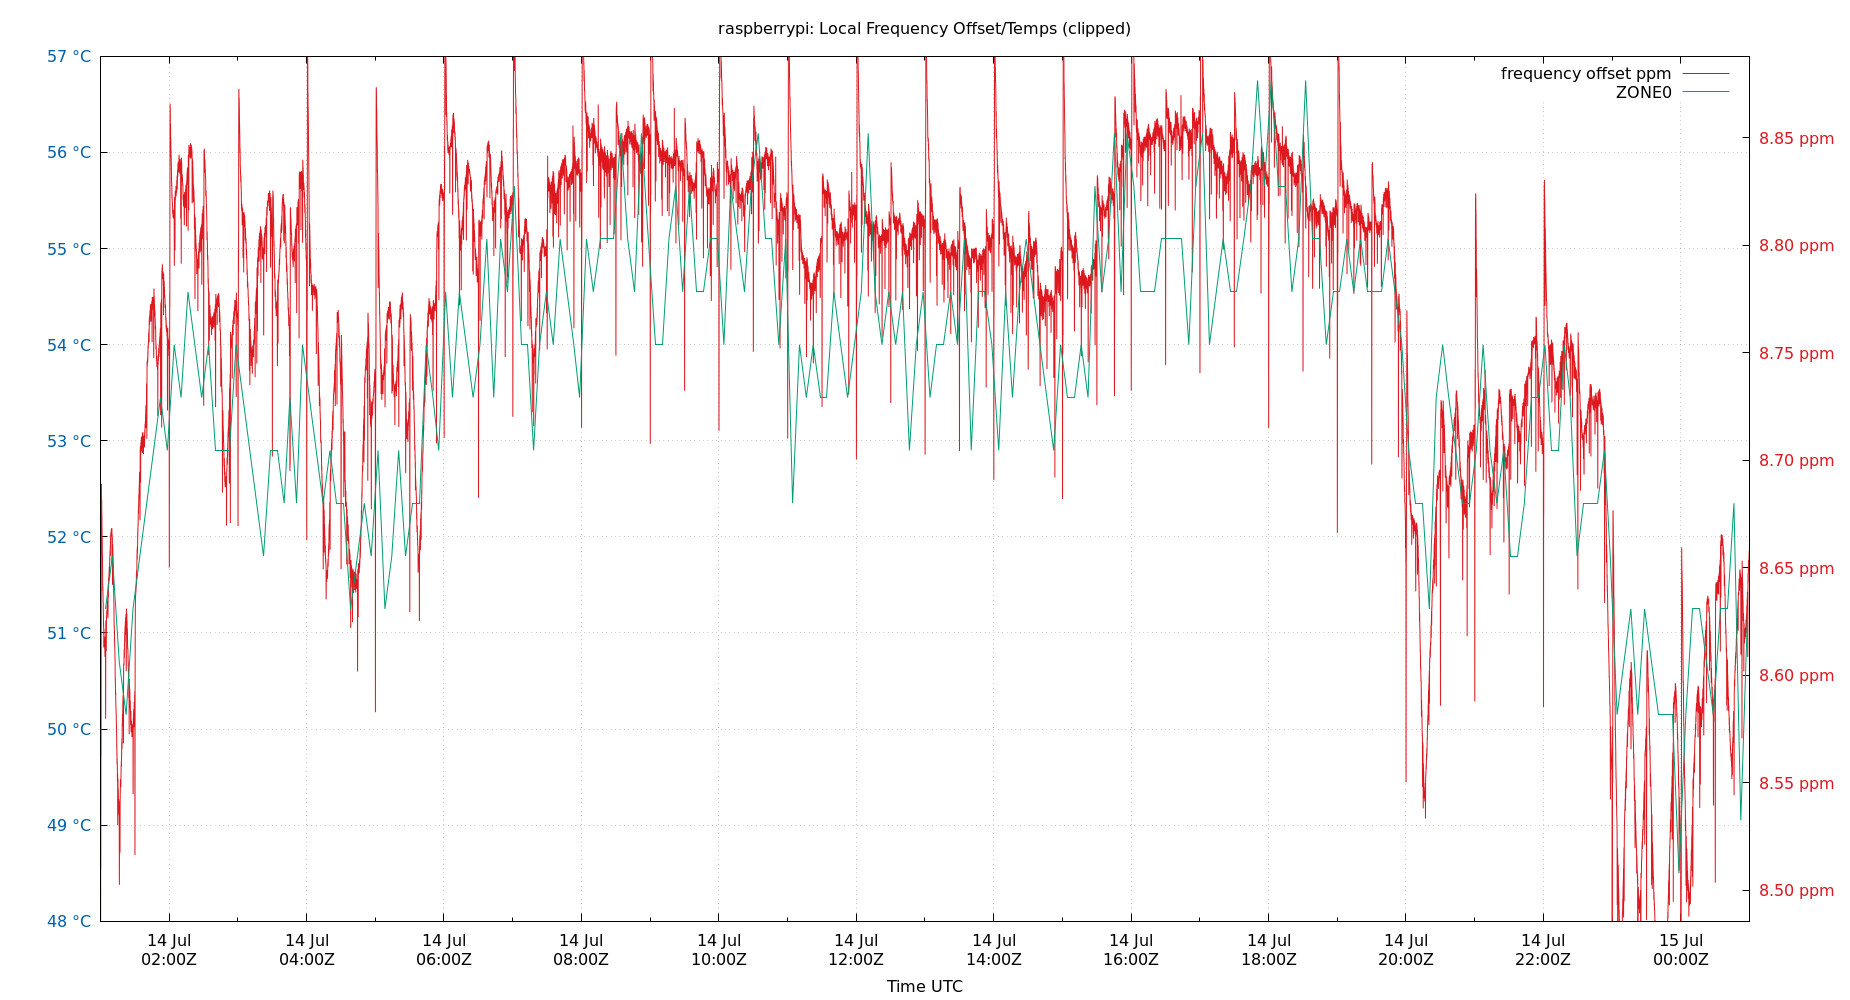 raspberrypi: Local Frequency Offset/Temps (clipped)
frequency offset ppm
ZONE0
57 °C
56 °C
55 °C
54 °C
53 °C
52 °C
51 °C
50 °C
49 °C
48 °C
8.85 ppm
8.80 ppm
8.75 ppm
8.70 ppm
8.65 ppm
8.60 ppm
8.55 ppm
8.50 ppm
14 Jul 14 Jul 14 Jul 14 Jul 14 Jul 14 Jul 14 Jul 14 Jul 14 Jul 14 Jul 14 Jul 15 Jul
02:00Z 04:00Z 06:00Z 08:00Z 10:00Z 12:00Z 14:00Z 16:00Z 18:00Z 20:00Z 22:00Z 00:00Z
Time UTC